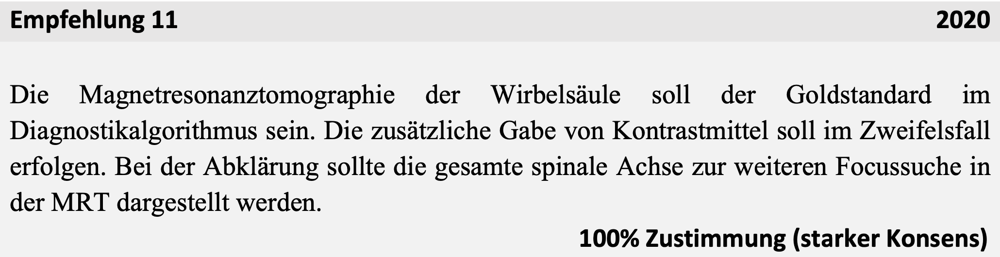 Empfehlung 11 2020
Die Magnetresonanztomographie der Wirbelsäule soll der Goldstandard im
Diagnostikalgorithmus sein. Die zusätzliche Gabe von Kontrastmittel soll im Zweifelsfall
erfolgen. Bei der Abklärung sollte die gesamte spinale Achse zur weiteren Focussuche in
der MRT dargestellt werden.
100% Zustimmung (starker Konsens)